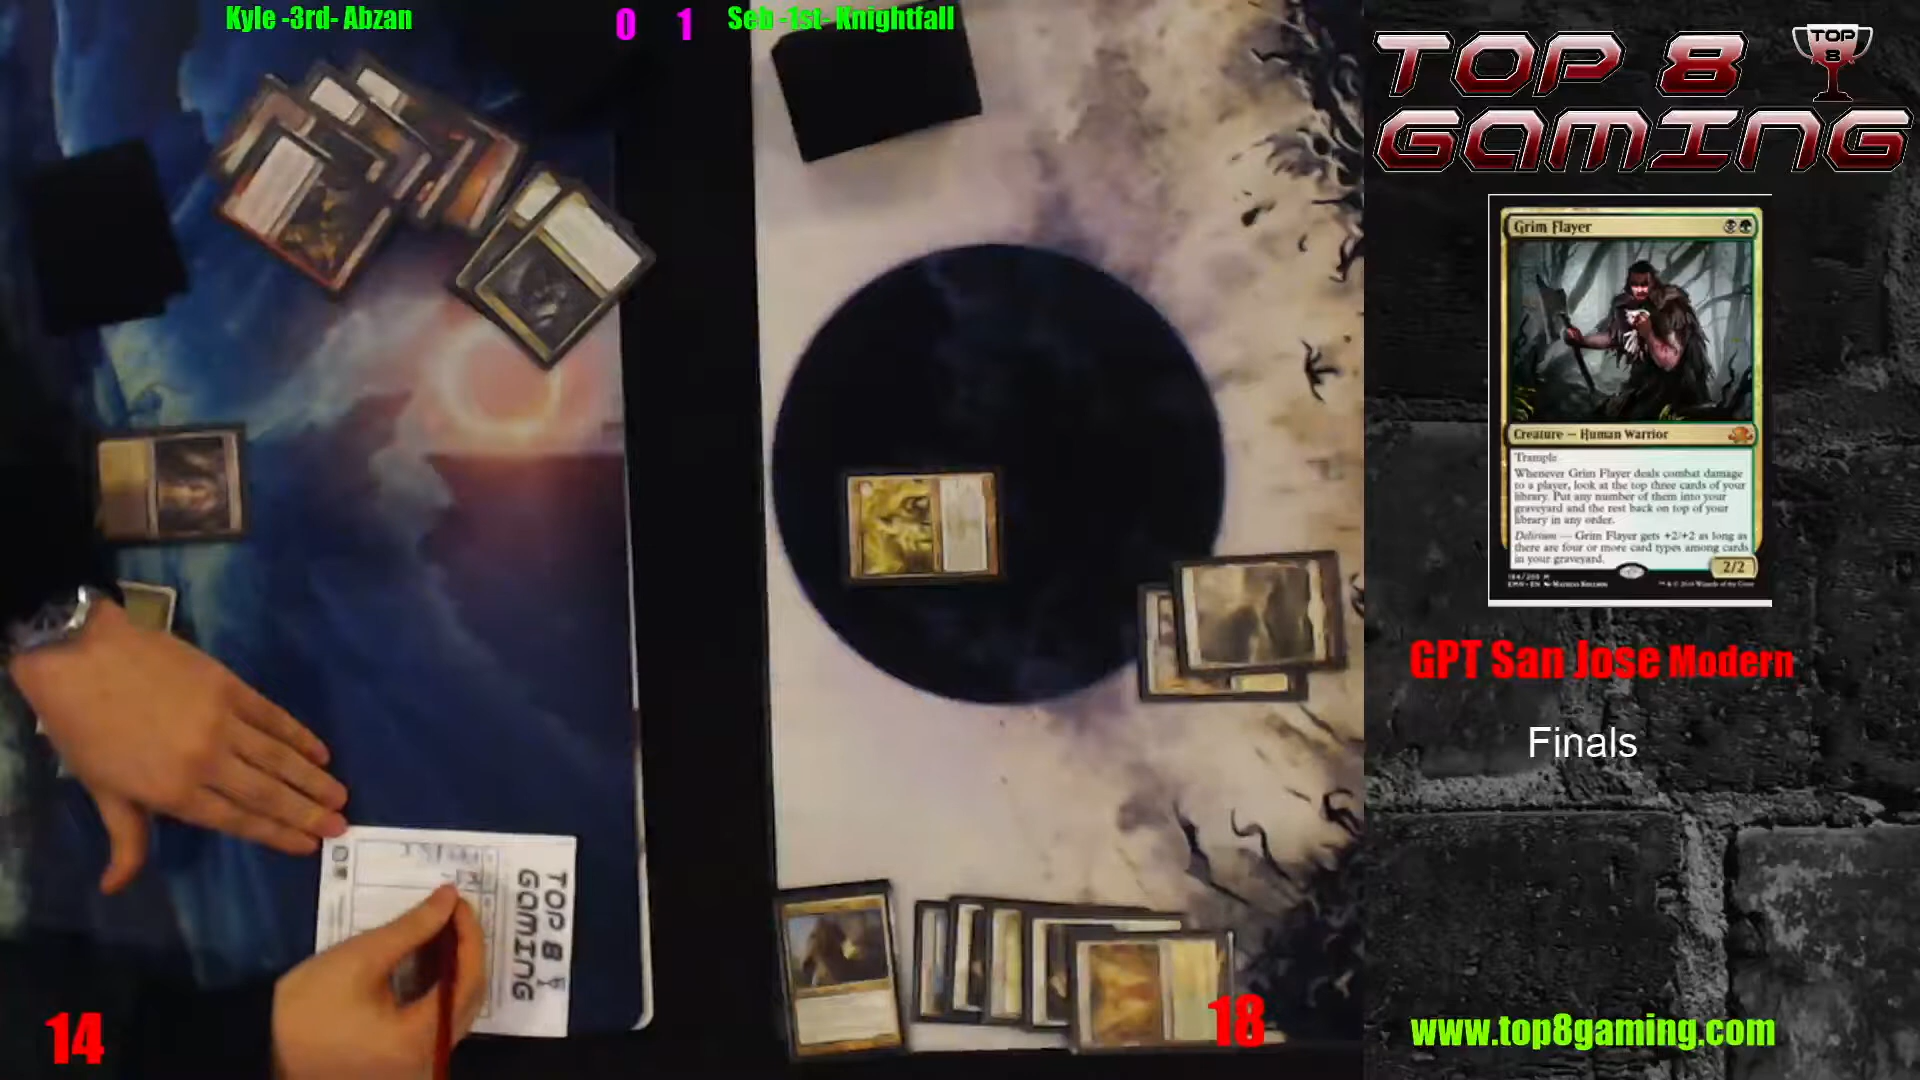 Kyle -3rd- Abzan
0 1
Seb -1st- Knightfall
TOP 8
GAMING
TOP
8
Grim Flayer
Creature — Human Warrior
Trample
Whenever Grim Flayer deals combat damage
to a player, look at the top three cards of your
library. Put any number of them into your
graveyard and the rest back on top of your
library in any order.
Delirium — Grim Flayer gets +2/+2 as long as
there are four or more card types among cards
in your graveyard.
2/2
GPT San Jose Modern
Finals
www.top8gaming.com
TOP 8
GAMING
14
18